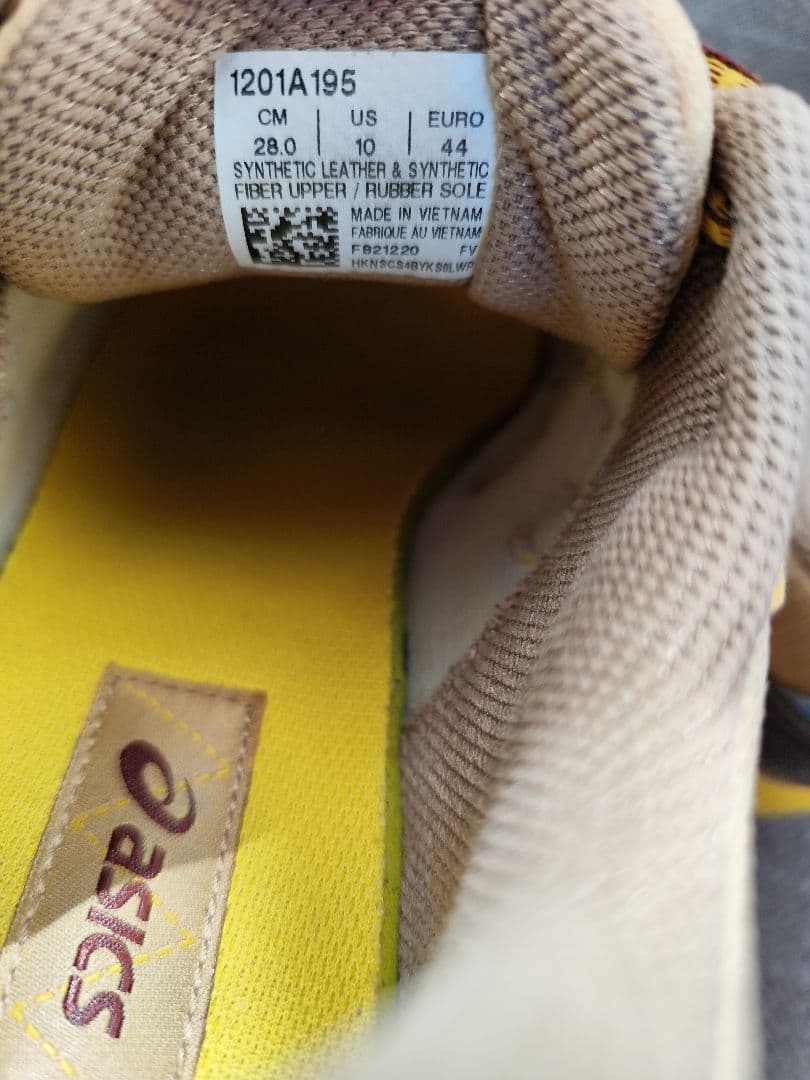 1201A195
CM | US | EURO
28.0 | 10 | 44
SYNTHETIC LEATHER & SYNTHETIC
FIBER UPPER / RUBBER SOLE
MADE IN VIETNAM
FABRIQUE AU VIETNAM
FB21220 FV
asics